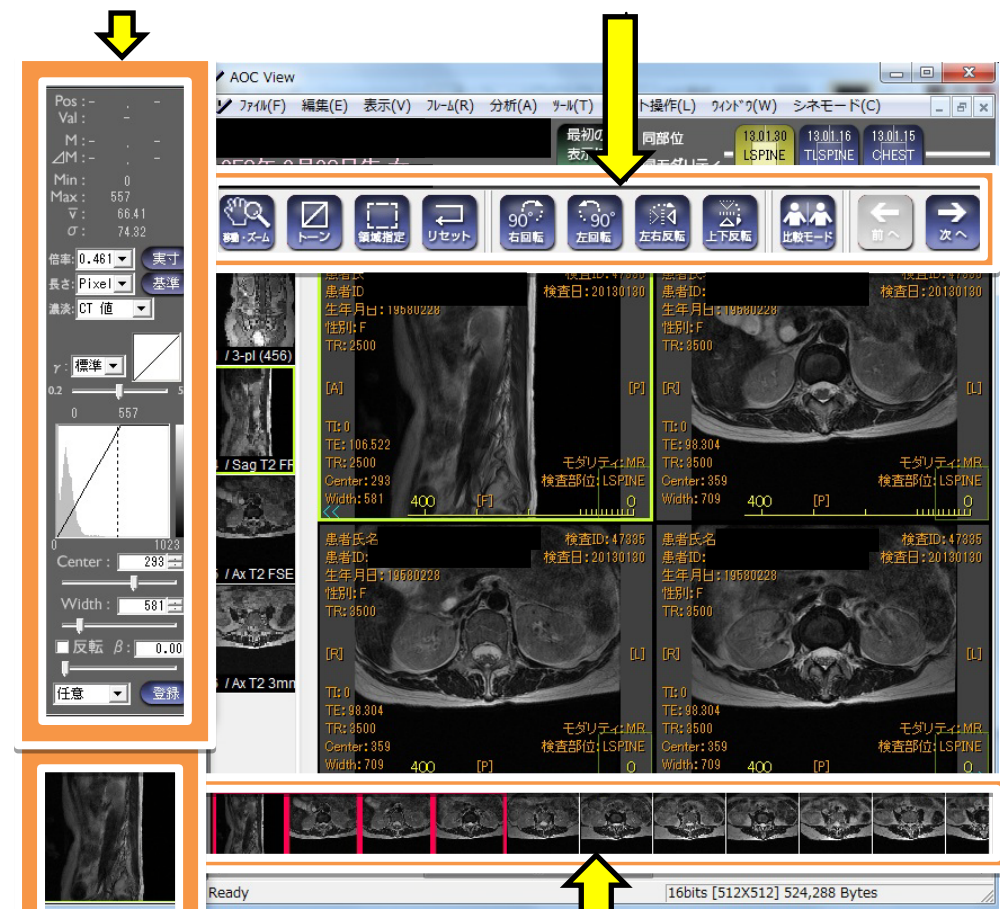 AOC View
ﾌｧｲﾙ(F) 編集(E) 表示(V) ﾌﾚｰﾑ(R) 分析(A) ﾂｰﾙ(T) ト操作(L) ｳｨﾝﾄﾞｳ(W) シネモード(C)
最初の
表示
同部位
13.01.30
LSPINE
13.01.16
TLSPINE
13.01.15
CHEST
移動・ズーム
トーン
領域指定
リセット
90°
右回転
90°
左回転
左右反転
上下反転
比較モード
前へ
次へ
Pos : - . -
Val : -
M : - . -
⊿M : - . -
Min : 0
Max : 557
v̅ : 66.41
σ : 74.32
倍率: 0.461 実寸
長さ: Pixel 基準
濃淡: CT 値
γ : 標準
0.2 5
0 557
0 1023
Center : 293
Width : 581
反転 β : 0.00
任意 登録
/ 3-pl (456)
/ Sag T2 FR
/ Ax T2 FSE
/ Ax T2 3mm
患者氏
患者ID
生年月日:19580228
性別:F
TR:2500
検査ID:47335
検査日:20130130
[A] [P]
TI:0
TE:106.522
TR:2500
Center:293
Width:581
モダリティ:MR
検査部位:LSPINE
400 [F] 0
患者氏
患者ID:
生年月日:19580228
性別:F
TR:3500
検査ID:47335
検査日:20130130
[R] [L]
TI:0
TE:98.304
TR:3500
Center:359
Width:709
モダリティ:MR
検査部位:LSPINE
400 [P] 0
患者氏名
患者ID:
生年月日:19580228
性別:F
TR:3500
検査ID:47335
検査日:20130130
[R] [L]
TI:0
TE:98.304
TR:3500
Center:359
Width:709
モダリティ:MR
検査部位:LSPINE
400 [P] 0
患者氏名
患者ID:
生年月日:19580228
性別:F
TR:3500
検査ID:47335
検査日:20130130
[R] [L]
TI:0
TE:98.304
TR:3500
Center:359
Width:709
モダリティ:MR
検査部位:LSPINE
400 [P] 0
Ready
16bits [512X512] 524,288 Bytes